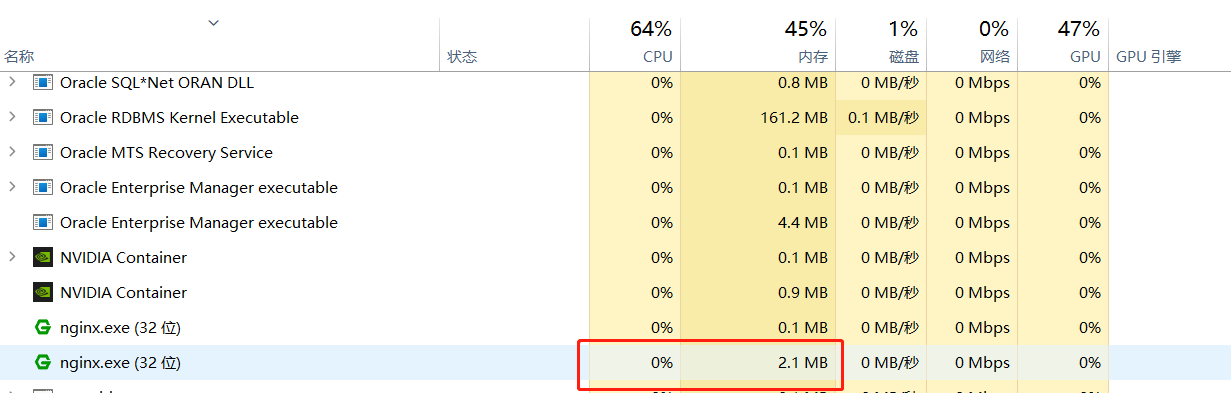 64% 45% 1% 0% 47%
名称 状态 CPU 内存 磁盘 网络 GPU GPU 引擎
Oracle SQL*Net ORAN DLL 0% 0.8 MB 0 MB/秒 0 Mbps 0%
Oracle RDBMS Kernel Executable 0% 161.2 MB 0.1 MB/秒 0 Mbps 0%
Oracle MTS Recovery Service 0% 0.1 MB 0 MB/秒 0 Mbps 0%
Oracle Enterprise Manager executable 0% 0.1 MB 0 MB/秒 0 Mbps 0%
Oracle Enterprise Manager executable 0% 4.4 MB 0 MB/秒 0 Mbps 0%
NVIDIA Container 0% 0.1 MB 0 MB/秒 0 Mbps 0%
NVIDIA Container 0% 0.9 MB 0 MB/秒 0 Mbps 0%
nginx.exe (32 位) 0% 0.1 MB 0 MB/秒 0 Mbps 0%
nginx.exe (32 位) 0% 2.1 MB 0 MB/秒 0 Mbps 0%